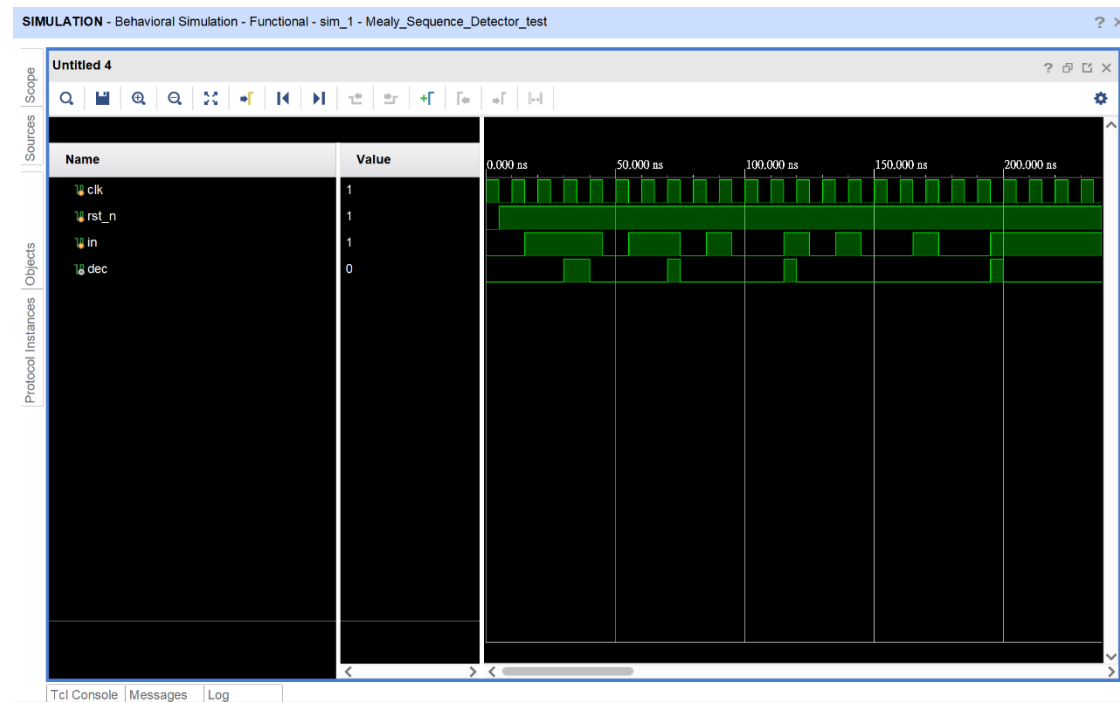 SIMULATION - Behavioral Simulation - Functional - sim_1 - Mealy_Sequence_Detector_test
Untitled 4
Scope
Sources
Objects
Protocol Instances
Name Value
0.000 ns 50.000 ns 100.000 ns 150.000 ns 200.000 ns
clk 1
rst_n 1
in 1
dec 0
Tcl Console Messages Log